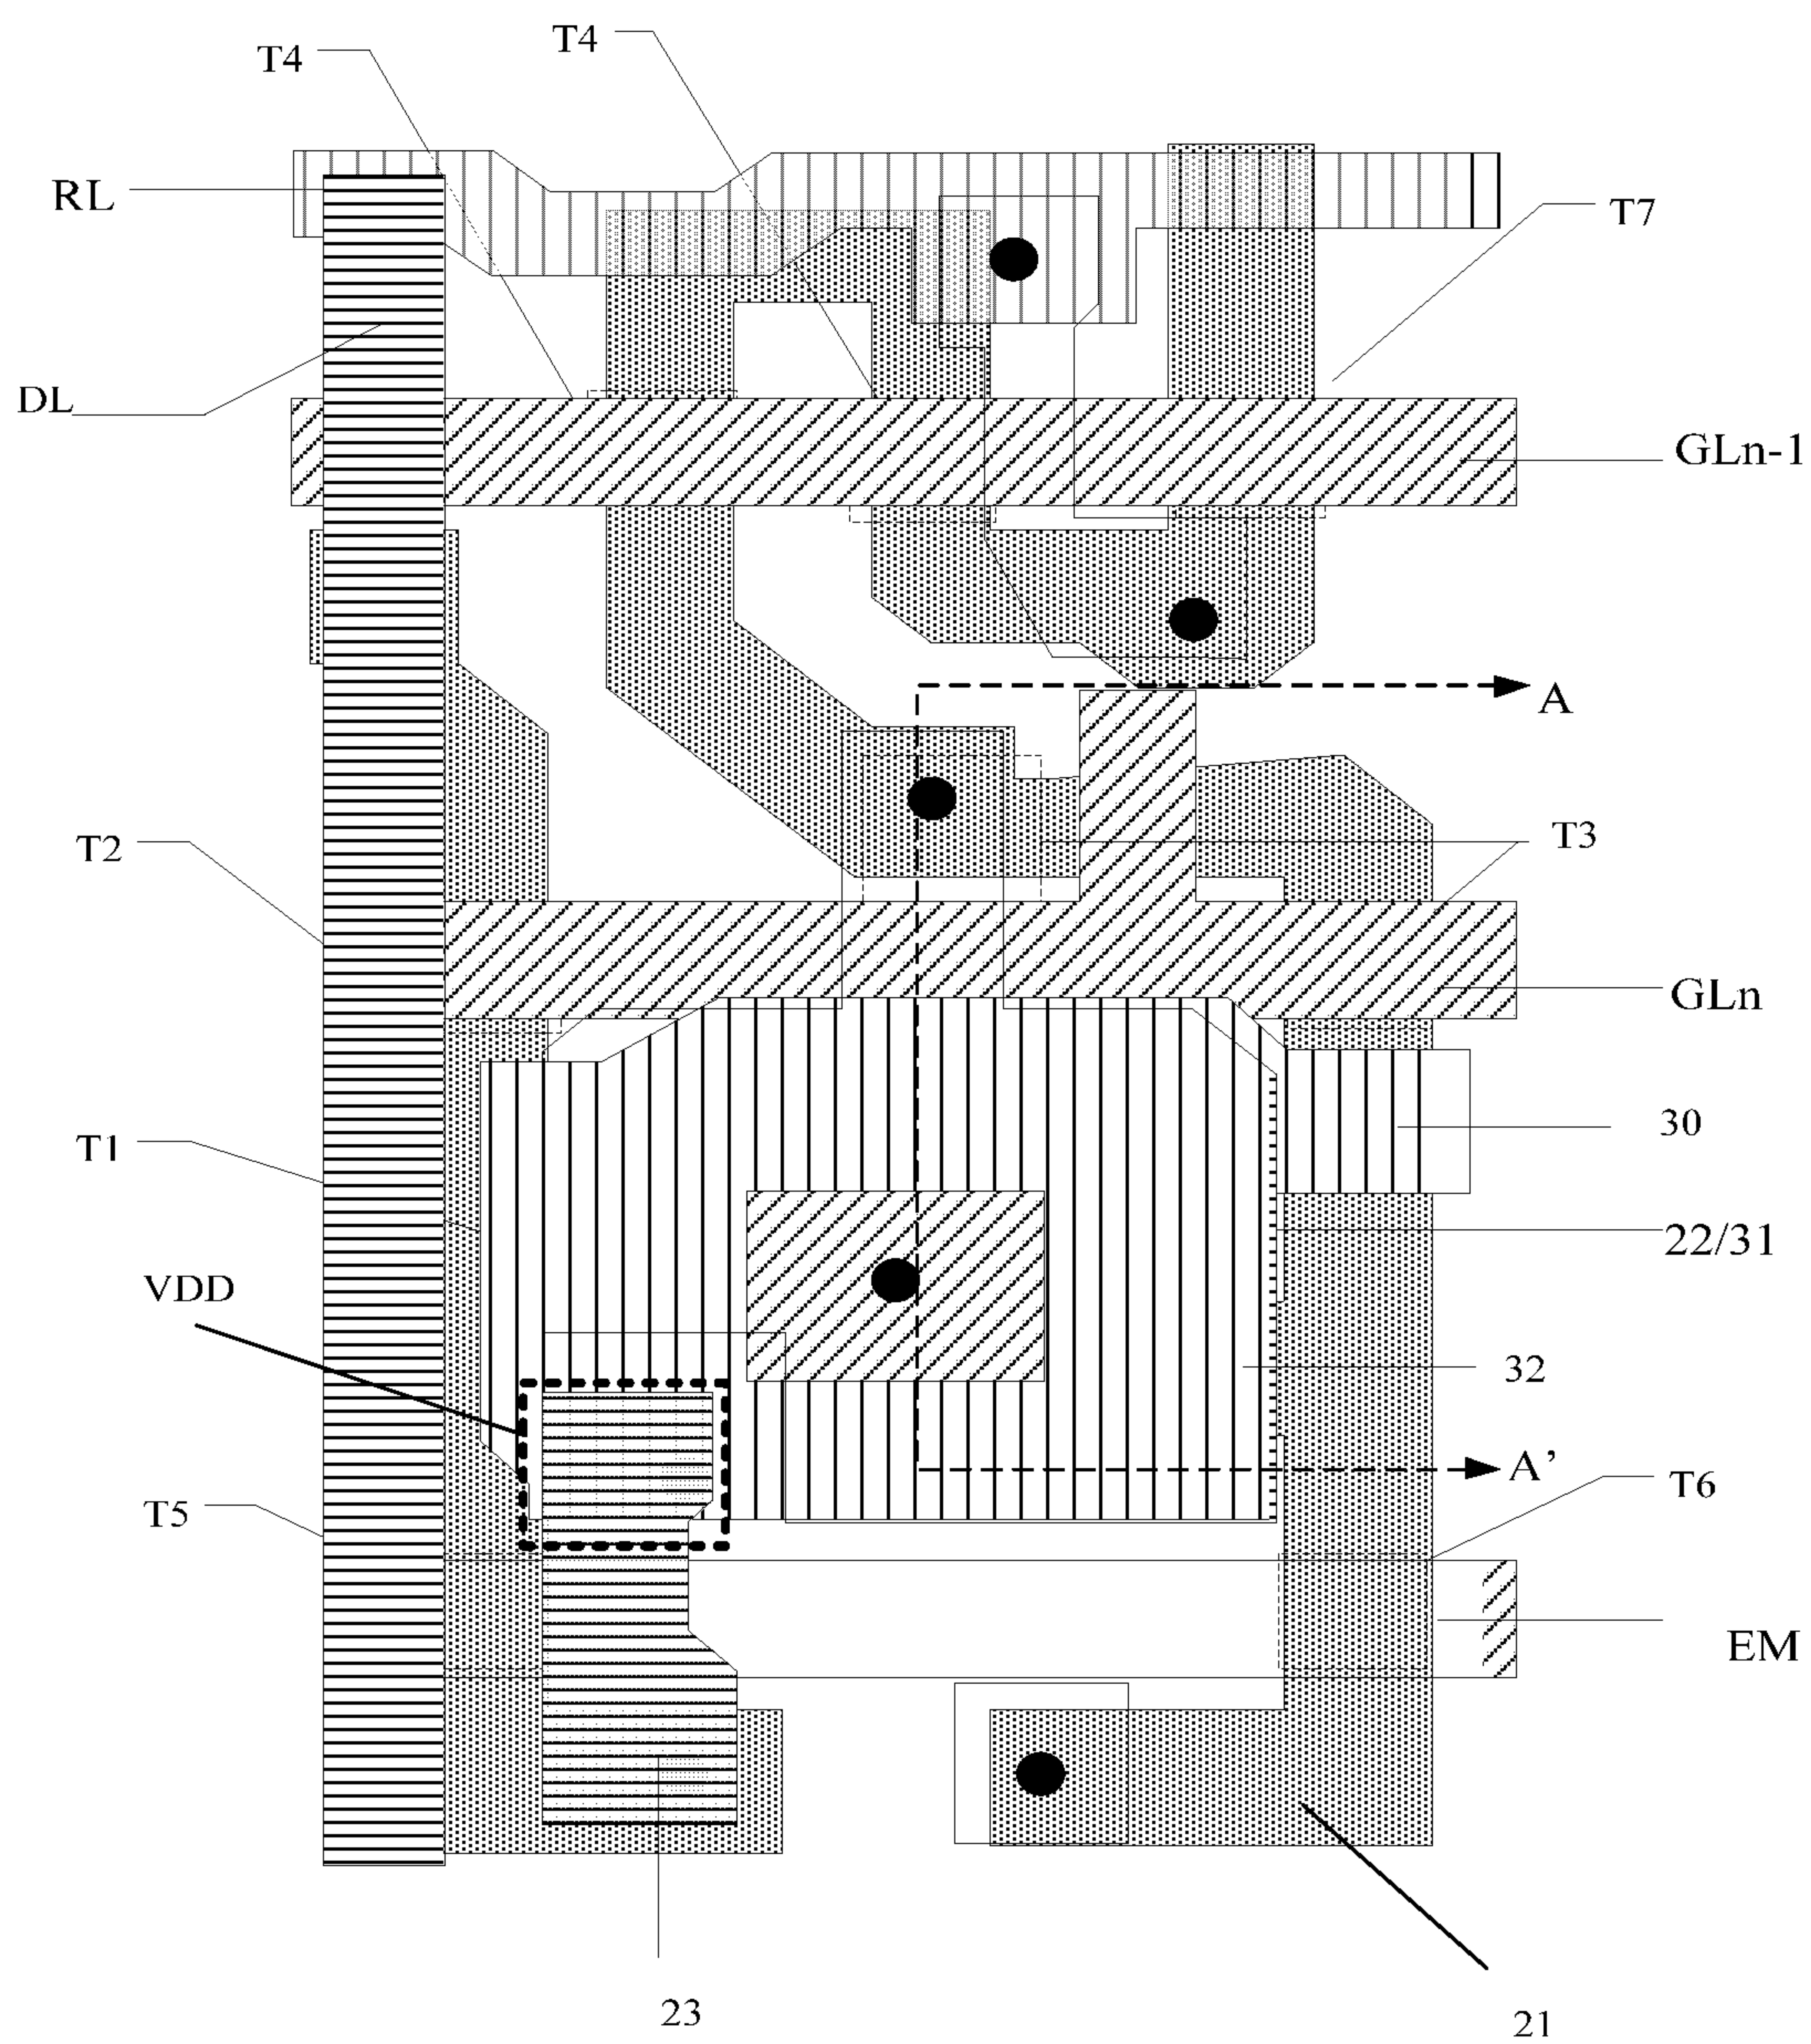 T4
T4
RL
T7
DL
GLn-1
A
T2
T3
GLn
T1
30
22/31
VDD
32
A’
T6
T5
EM
23
21